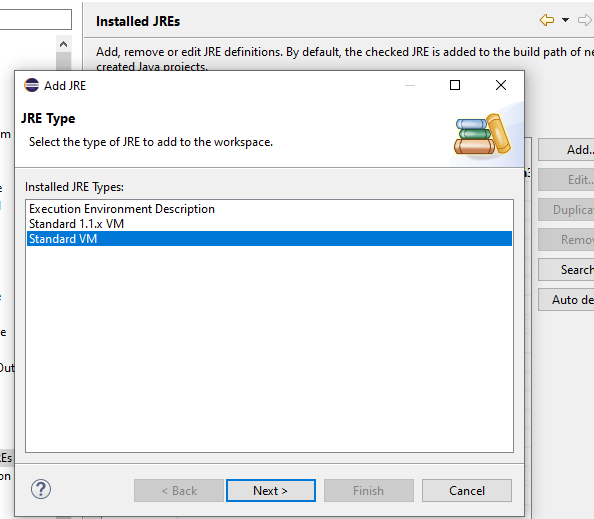 Installed JREs
Add, remove or edit JRE definitions. By default, the checked JRE is added to the build path of
created Java projects.
Add JRE
JRE Type
Select the type of JRE to add to the workspace.
Installed JRE Types:
Execution Environment Description
Standard 1.1.x VM
Standard VM
Add..
Edit..
Duplica
Remo
Search
Auto de
Out
REs
on
?
< Back
Next >
Finish
Cancel